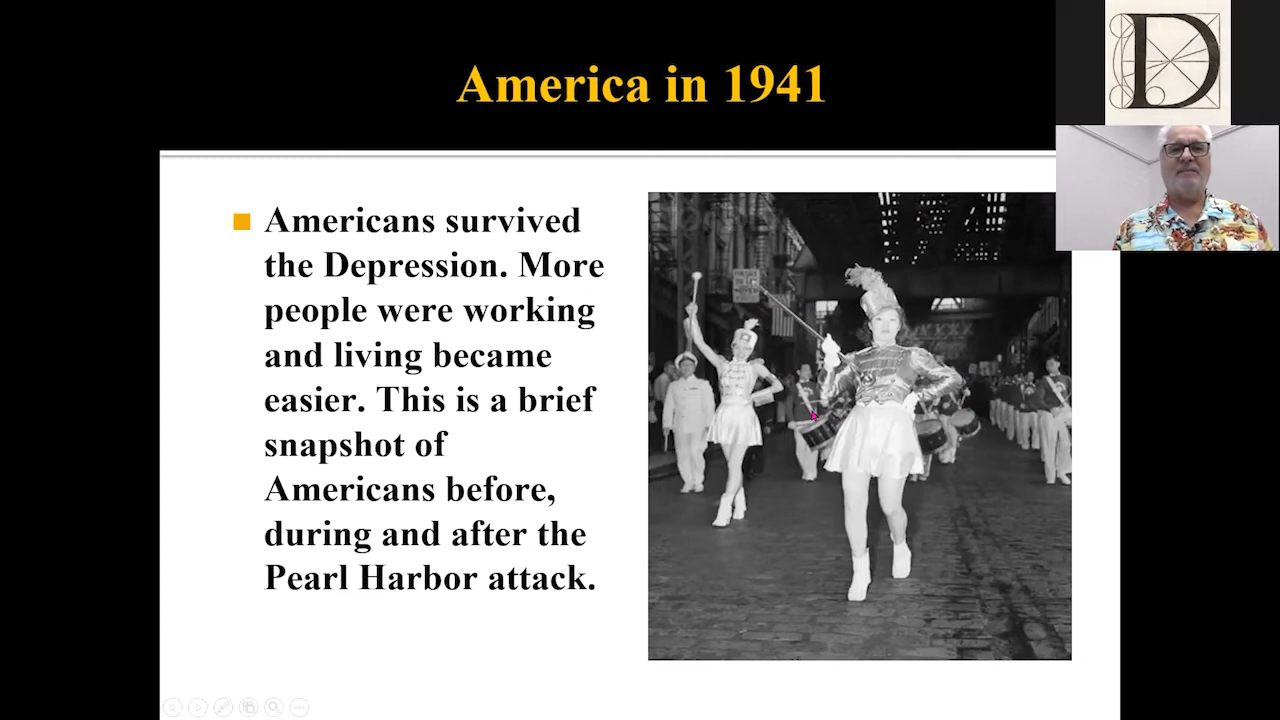 America in 1941
D
Americans survived
the Depression. More
people were working
and living became
easier. This is a brief
snapshot of
Americans before,
during and after the
Pearl Harbor attack.